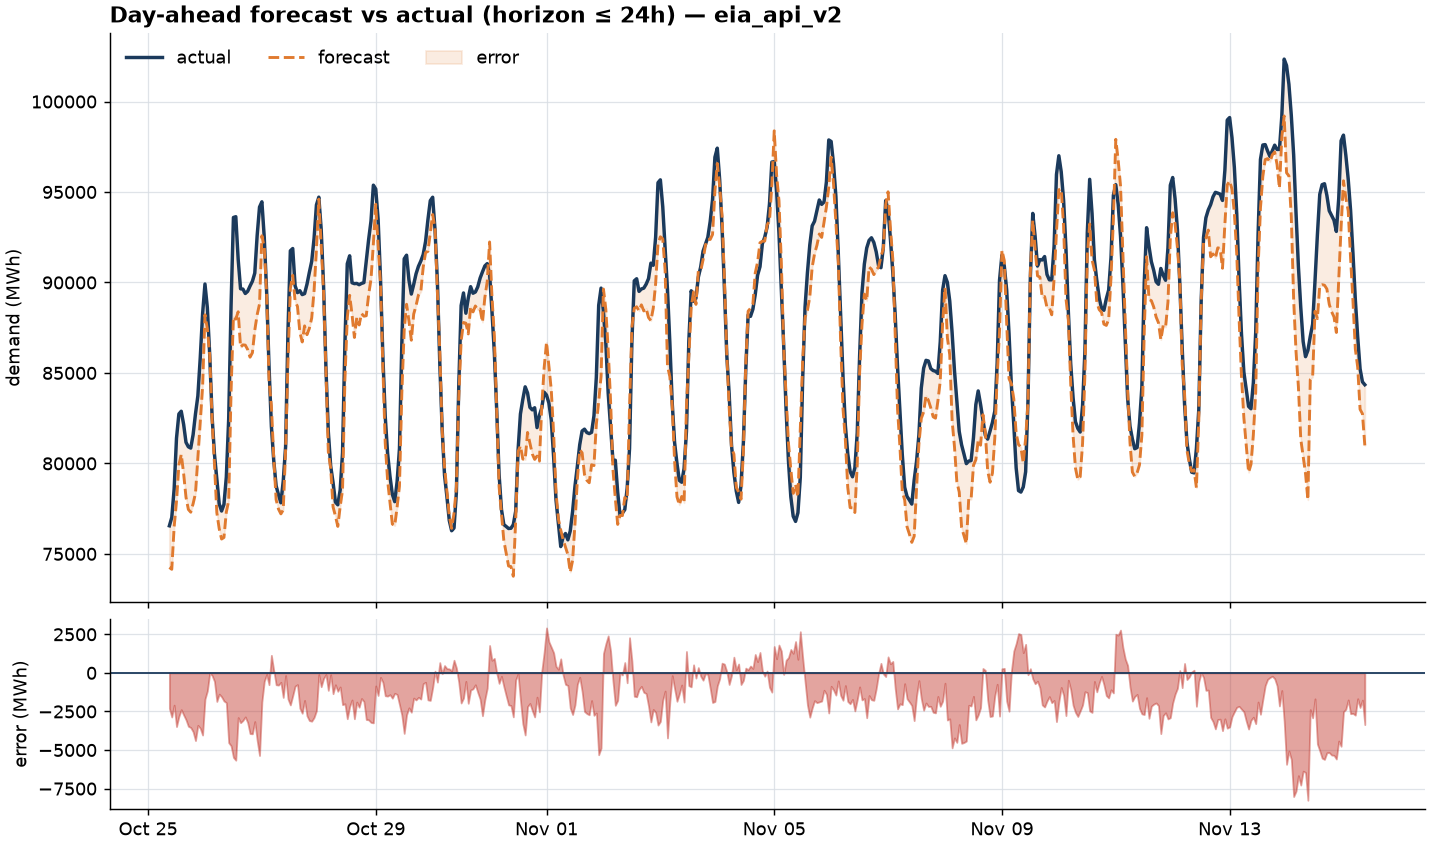 Day-ahead forecast vs actual (horizon ≤ 24h) — eia_api_v2
actual
forecast
error
demand (MWh)
100000
95000
90000
85000
80000
75000
error (MWh)
2500
0
−2500
−5000
−7500
Oct 25
Oct 29
Nov 01
Nov 05
Nov 09
Nov 13